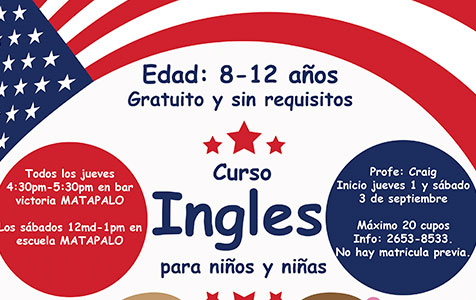 Edad: 8-12 años
Gratuito y sin requisitos
Curso
Ingles
para niños y niñas
Todos los jueves
4:30pm-5:30pm en bar
victoria MATAPALO
Los sábados 12md-1pm en
escuela MATAPALO
Profe: Craig
Inicio jueves 1 y sábado
3 de septiembre
Máximo 20 cupos
Info: 2653-8533.
No hay matricula previa.